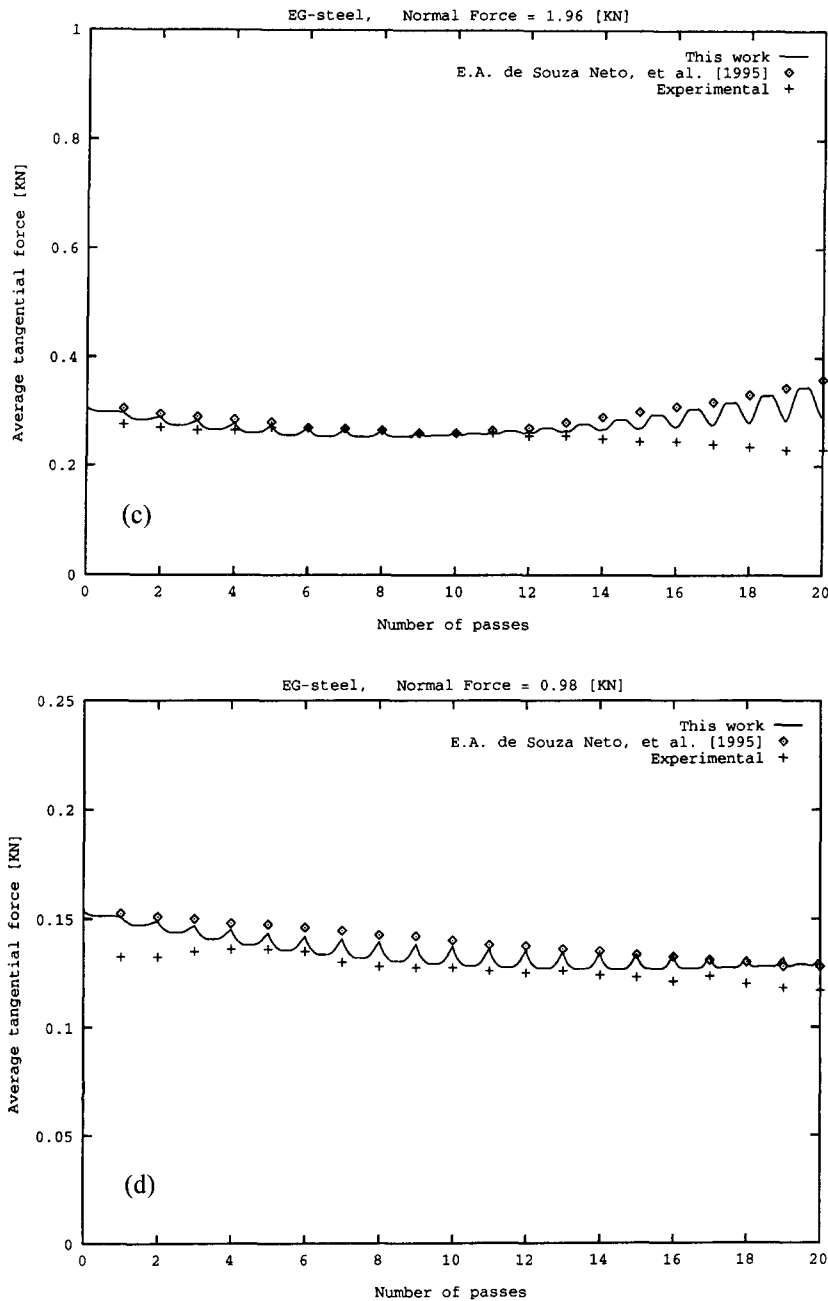 EG-steel, Normal Force = 1.96 [KN]
This work
E.A. de Souza Neto, et al. [1995]
Experimental
Average tangential force [KN]
1
0.8
0.6
0.4
0.2
0
(c)
0 2 4 6 8 10 12 14 16 18 20
Number of passes
EG-steel, Normal Force = 0.98 [KN]
This work
E.A. de Souza Neto, et al. [1995]
Experimental
Average tangential force [KN]
0.25
0.2
0.15
0.1
0.05
0
(d)
0 2 4 6 8 10 12 14 16 18 20
Number of passes